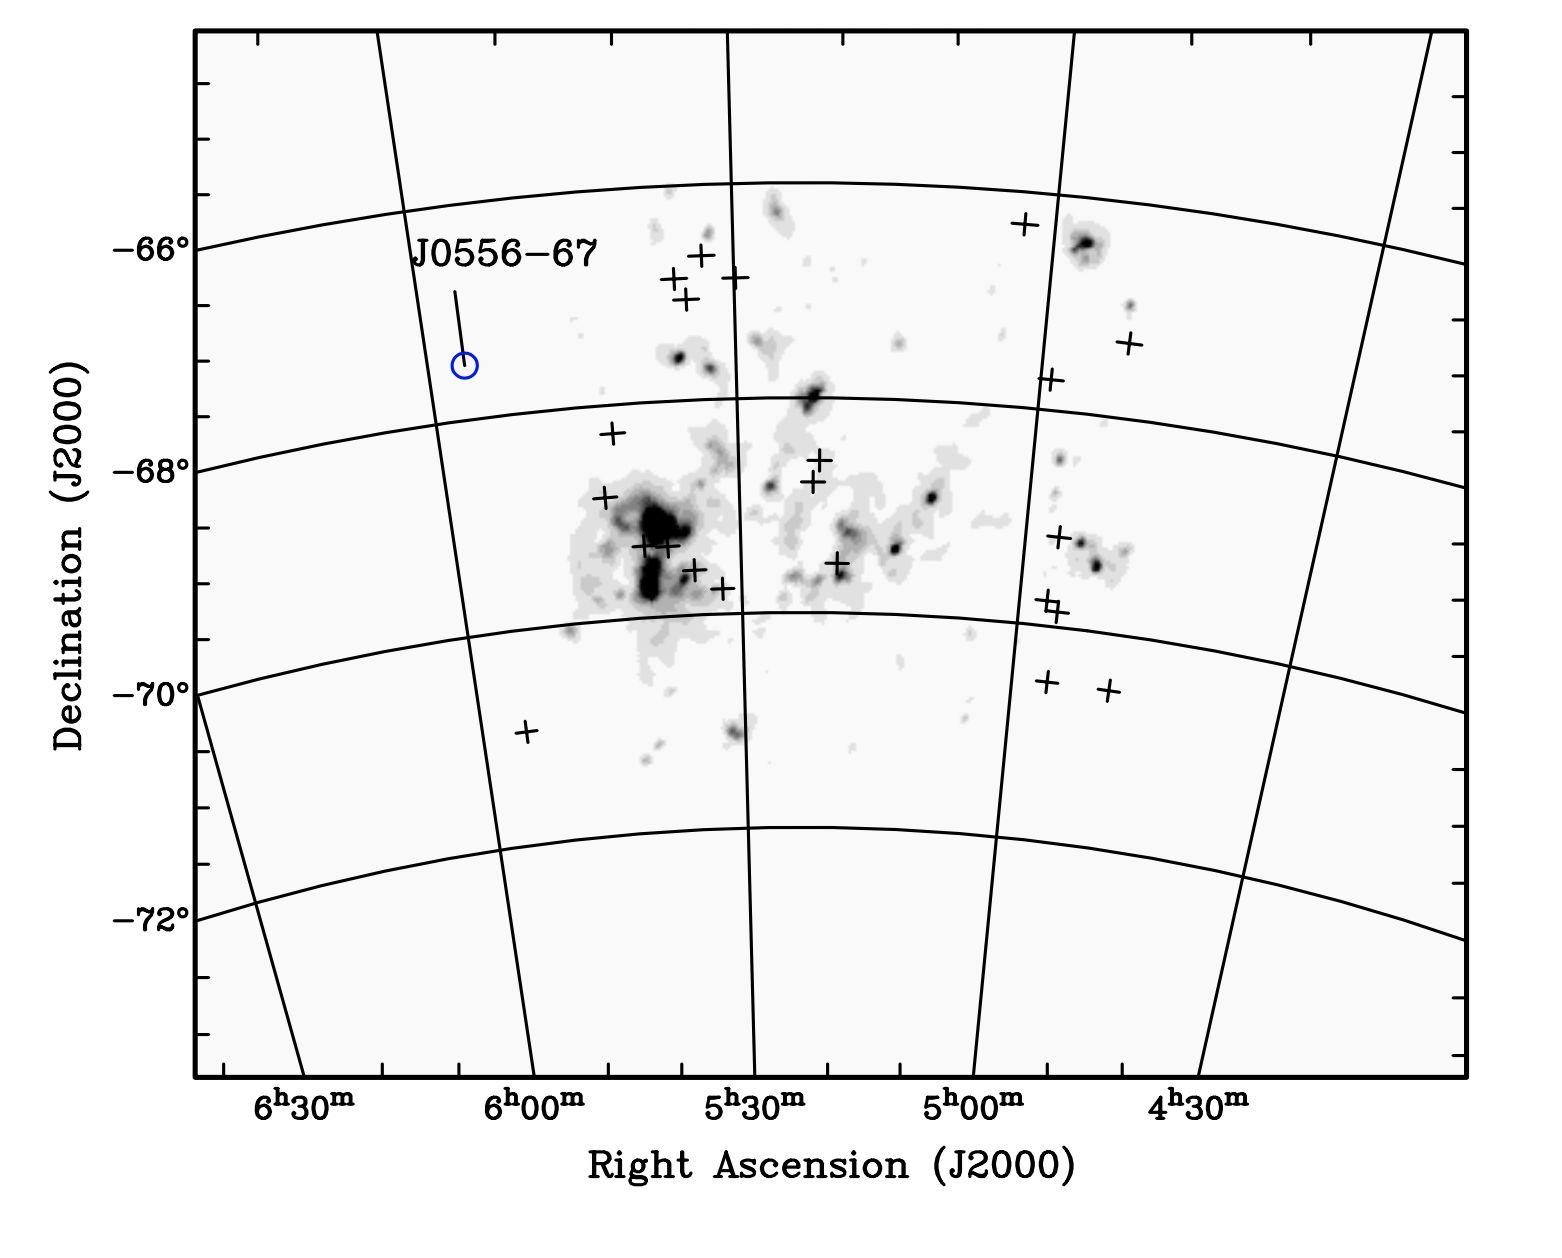 J0556−67
−66°
−68°
−70°
−72°
Declination (J2000)
6ʰ30ᵐ 6ʰ00ᵐ 5ʰ30ᵐ 5ʰ00ᵐ 4ʰ30ᵐ
Right Ascension (J2000)